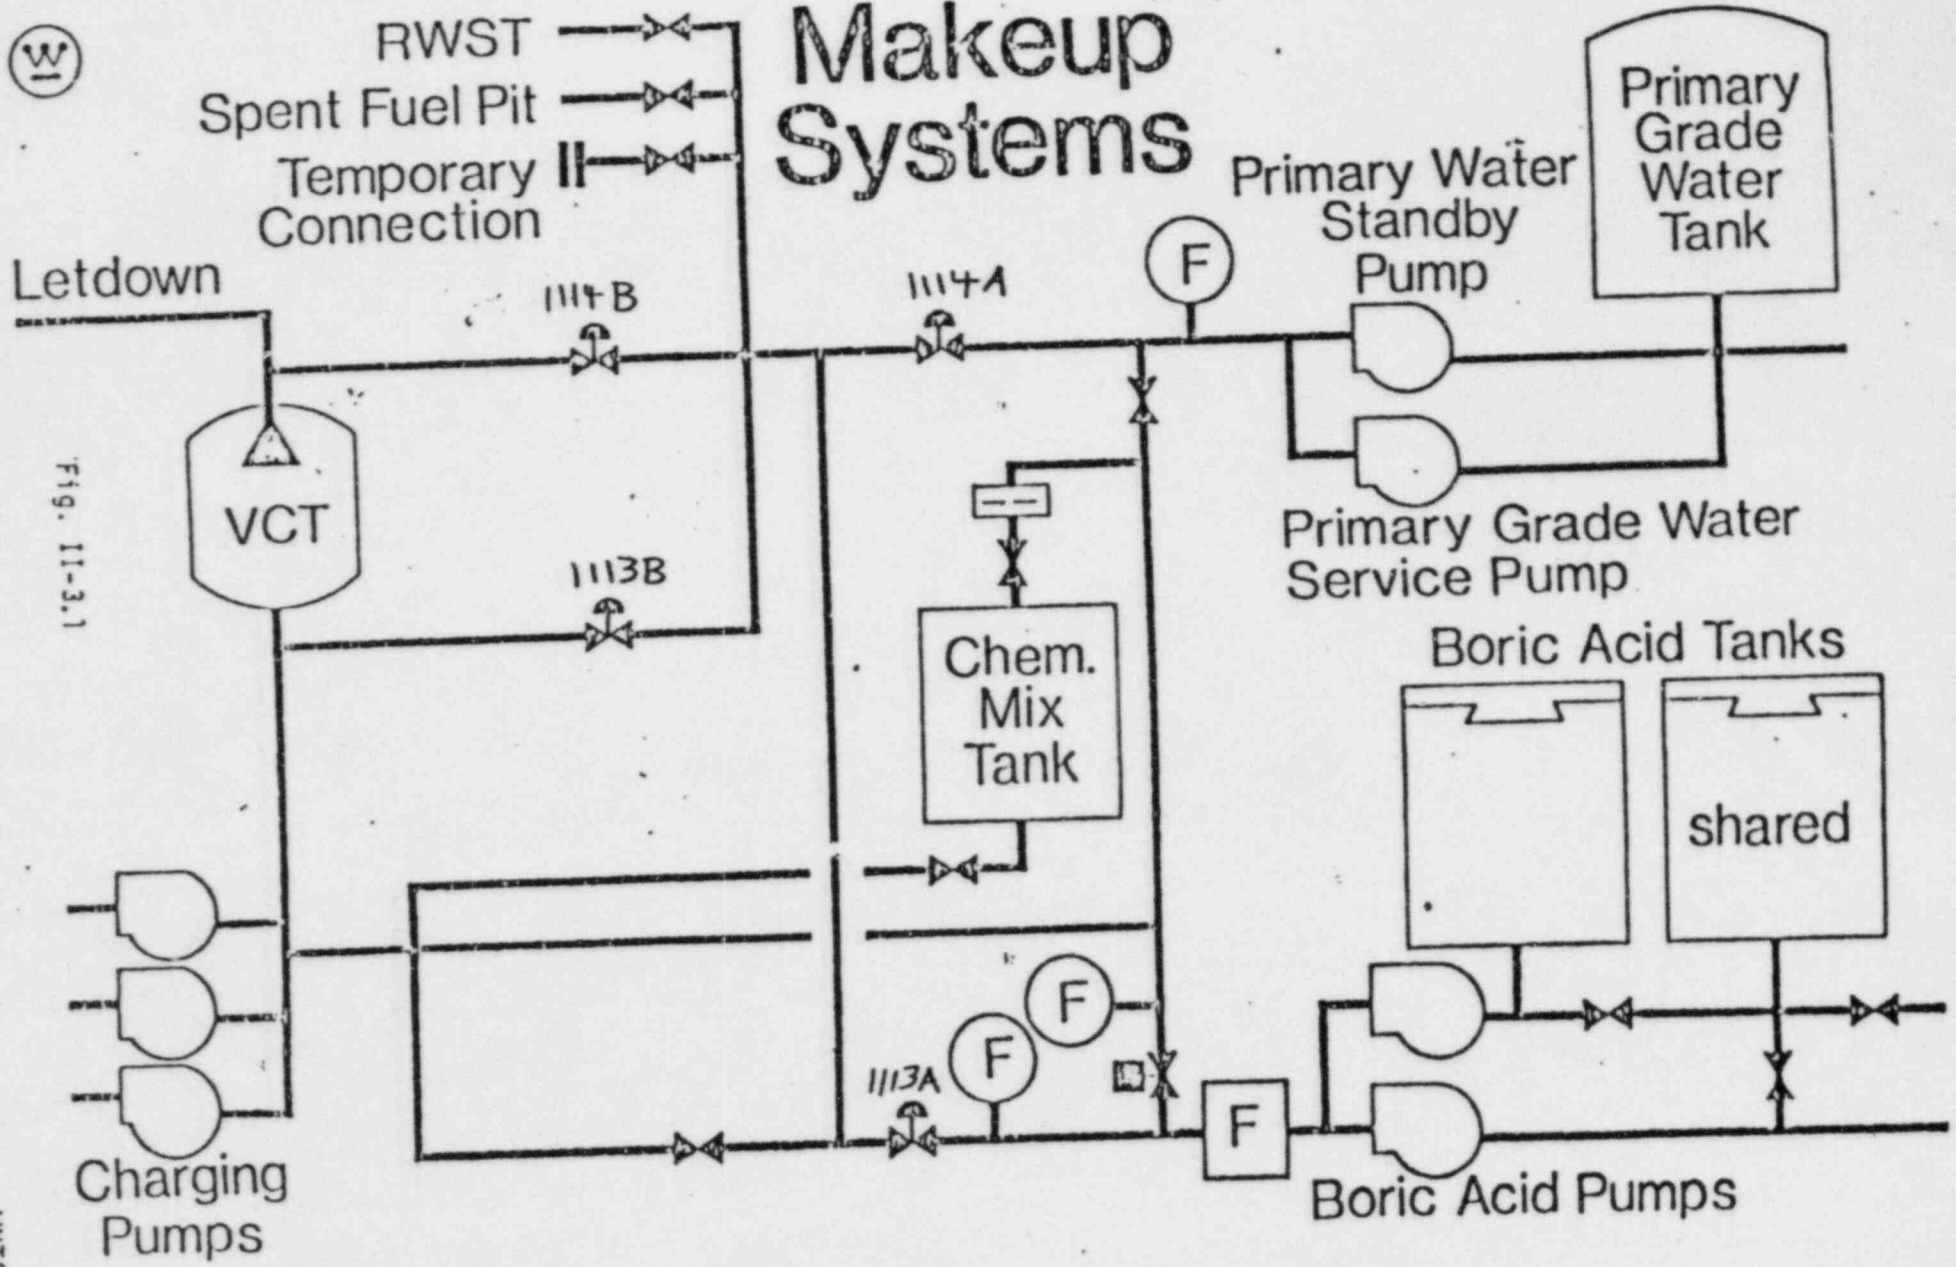 W
RWST
Spent Fuel Pit
Temporary
Connection
Makeup
Systems
Primary
Grade
Water
Tank
Primary Water
Standby
Pump
Letdown
1114B
1114A
F
VCT
Fig. II-3.1
Primary Grade Water
Service Pump
1113B
Chem.
Mix
Tank
Boric Acid Tanks
shared
F
F
1113A
F
Charging
Pumps
Boric Acid Pumps